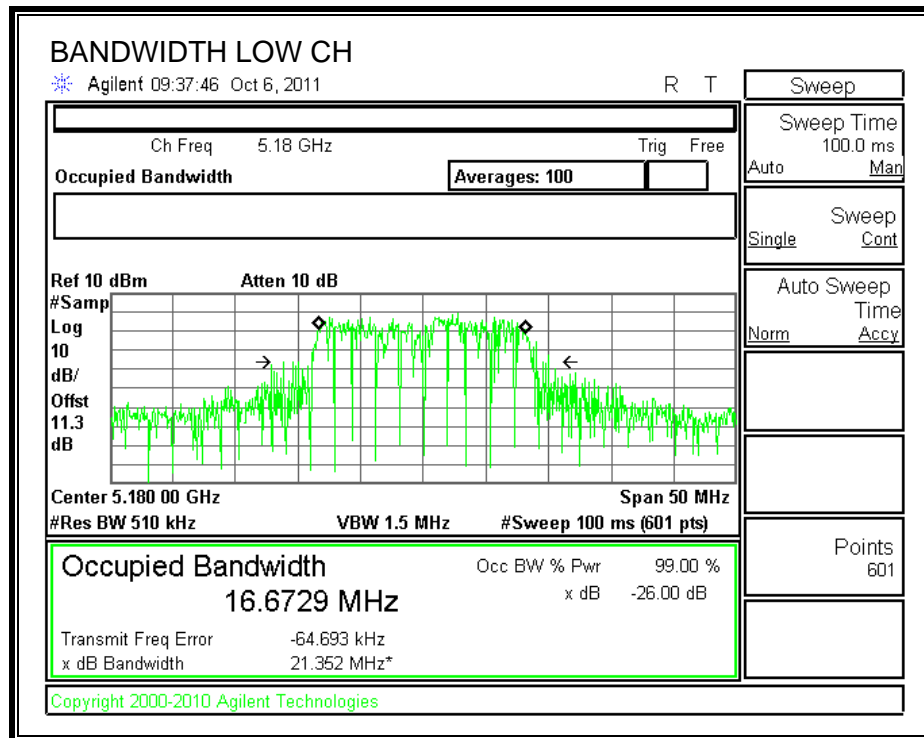 BANDWIDTH LOW CH
Agilent 09:37:46 Oct 6, 2011 R T
Sweep
Ch Freq 5.18 GHz Trig Free
Occupied Bandwidth Averages: 100
Sweep Time
100.0 ms
Auto Man
Sweep
Single Cont
Auto Sweep
Time
Norm Accy
Ref 10 dBm Atten 10 dB
#Samp
Log
10
dB/
Offst
11.3
dB
Center 5.180 00 GHz Span 50 MHz
#Res BW 510 kHz VBW 1.5 MHz #Sweep 100 ms (601 pts)
Points
601
Occupied Bandwidth Occ BW % Pwr 99.00 %
16.6729 MHz x dB -26.00 dB
Transmit Freq Error -64.693 kHz
x dB Bandwidth 21.352 MHz*
Copyright 2000-2010 Agilent Technologies